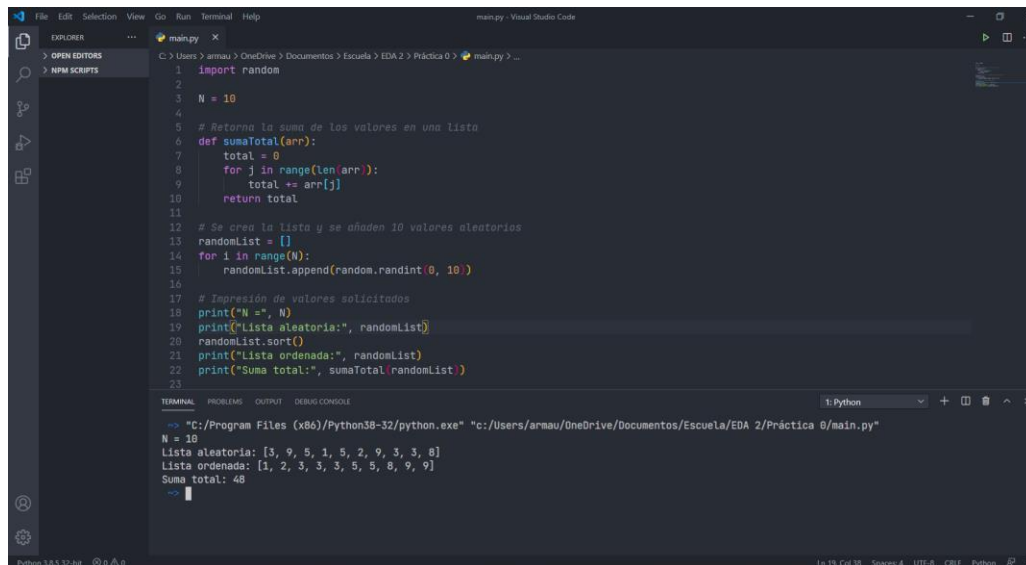 File Edit Selection View Go Run Terminal Help
main.py - Visual Studio Code
EXPLORER
main.py
OPEN EDITORS
NPM SCRIPTS
C: > Users > armau > OneDrive > Documentos > Escuela > EDA 2 > Práctica 0 > main.py > ...
1 import random
2
3 N = 10
4
5 # Retorna la suma de los valores en una lista
6 def sumaTotal(arr):
7 total = 0
8 for j in range(len(arr)):
9 total += arr[j]
10 return total
11
12 # Se crea la lista y se añaden 10 valores aleatorios
13 randomList = []
14 for i in range(N):
15 randomList.append(random.randint(0, 10))
16
17 # Impresión de valores solicitados
18 print("N =", N)
19 print("Lista aleatoria:", randomList)
20 randomList.sort()
21 print("Lista ordenada:", randomList)
22 print("Suma total:", sumaTotal(randomList))
23
TERMINAL PROBLEMS OUTPUT DEBUG CONSOLE
1: Python
~> "C:/Program Files (x86)/Python38-32/python.exe" "c:/Users/armau/OneDrive/Documentos/Escuela/EDA 2/Práctica 0/main.py"
N = 10
Lista aleatoria: [3, 9, 5, 1, 5, 2, 9, 3, 3, 8]
Lista ordenada: [1, 2, 3, 3, 3, 5, 5, 8, 9, 9]
Suma total: 48
~>
Python 3.8.5 32-bit 0 0
Ln 19, Col 38 Spaces: 4 UTF-8 CRLF Python